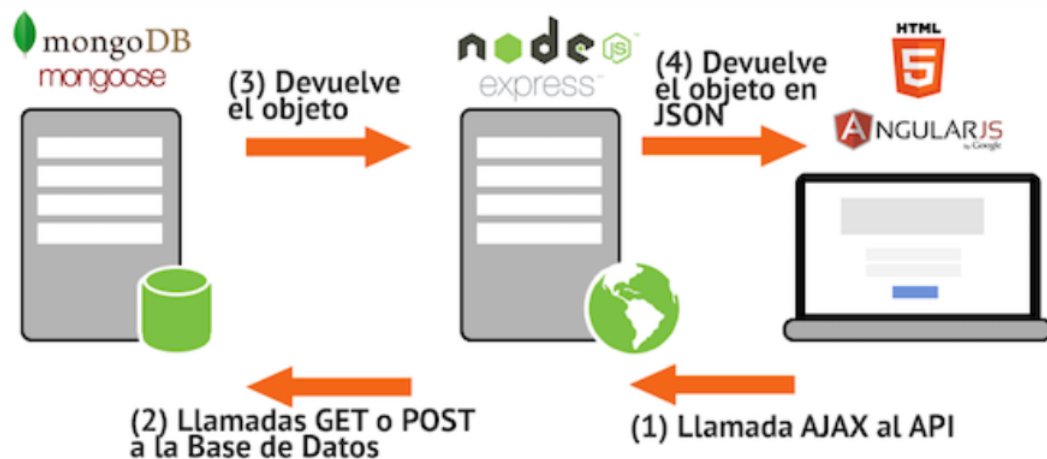 mongoDB
mongoose
(3) Devuelve
el objeto
node JS
express
(4) Devuelve
el objeto en
JSON
HTML
5
ANGULARJS
by Google
(2) Llamadas GET o POST
a la Base de Datos
(1) Llamada AJAX al API